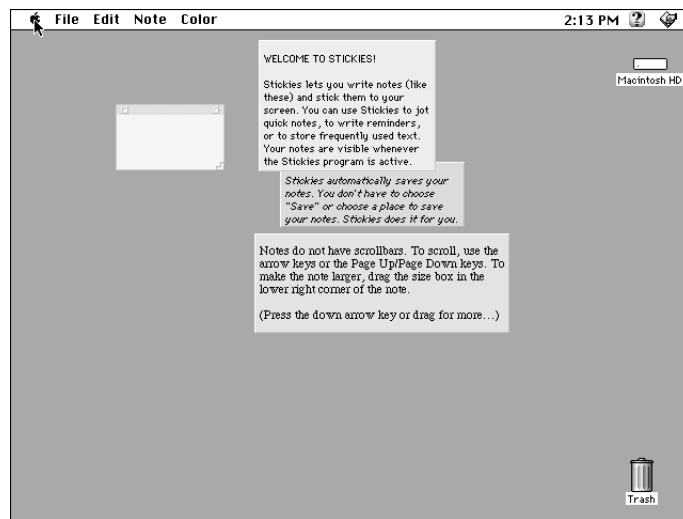 File Edit Note Color 2:13 PM
WELCOME TO STICKIES!
Stickies lets you write notes (like
these) and stick them to your
screen. You can use Stickies to jot
quick notes, to write reminders,
or to store frequently used text.
Your notes are visible whenever
the Stickies program is active.
Stickies automatically saves your
notes. You don't have to choose
"Save" or choose a place to save
your notes. Stickies does it for you.
Notes do not have scrollbars. To scroll, use the
arrow keys or the Page Up/Page Down keys. To
make the note larger, drag the size box in the
lower right corner of the note.
(Press the down arrow key or drag for more...)
Macintosh HD
Trash